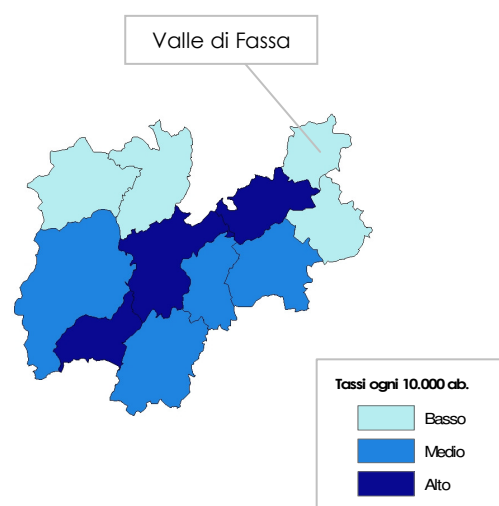 Valle di Fassa
Tassi ogni 10.000 ab.
Basso
Medio
Alto